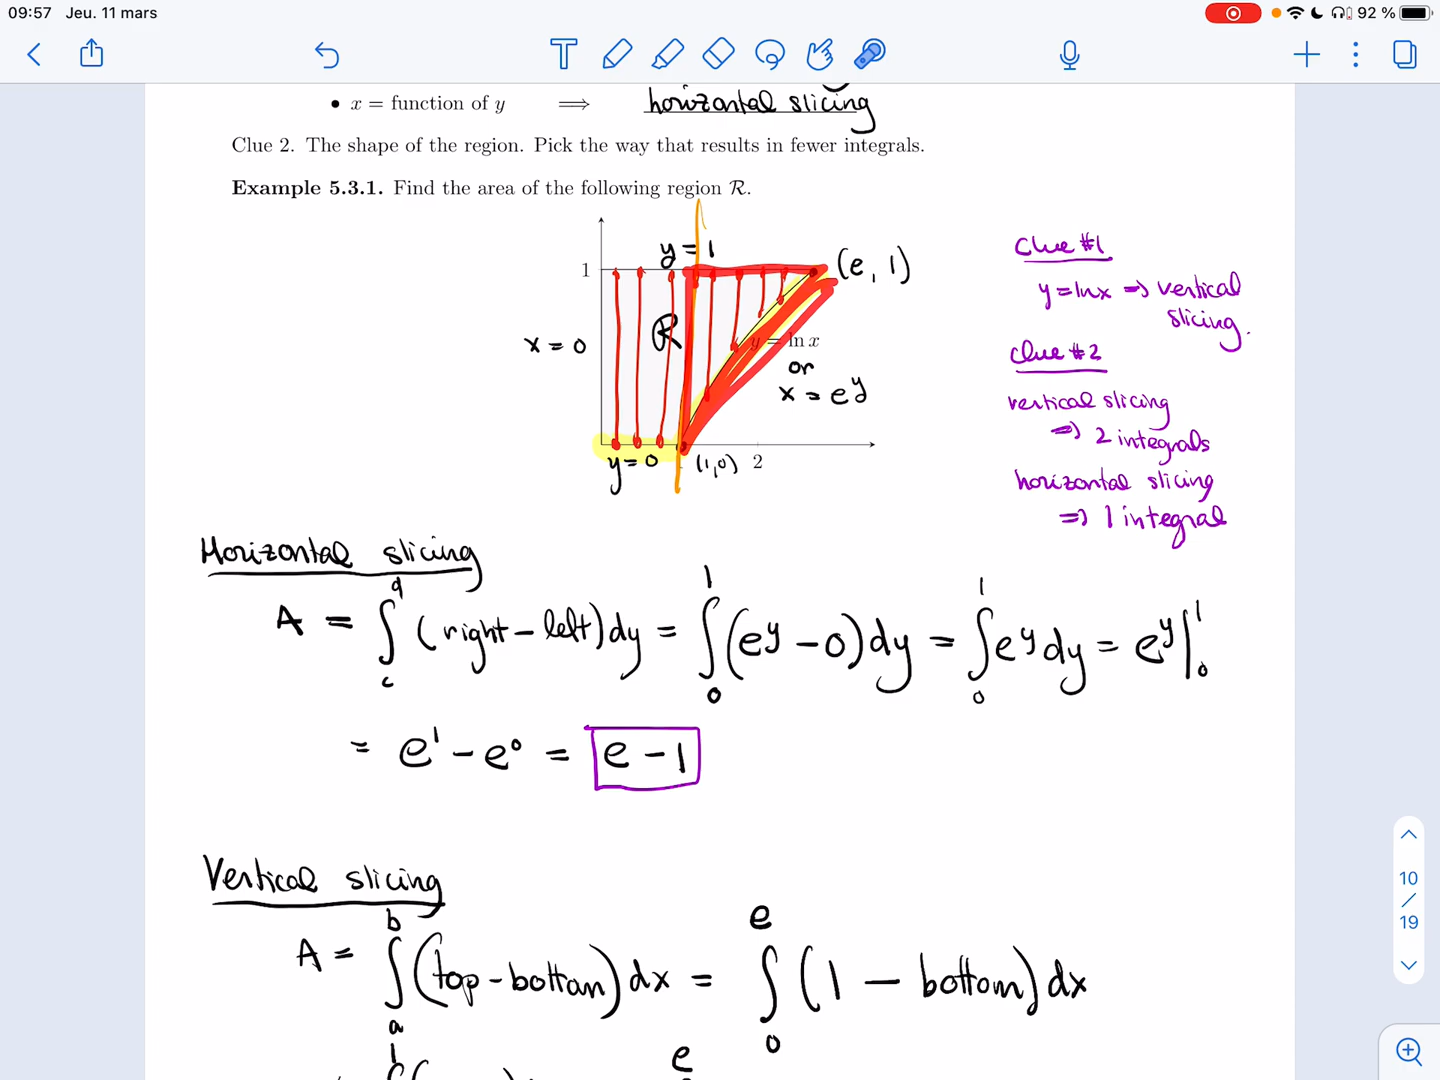 09:57 Jeu. 11 mars 92 %
• x = function of y ⟹ horizontal slicing
Clue 2. The shape of the region. Pick the way that results in fewer integrals.
Example 5.3.1. Find the area of the following region R.
y = 1
1
(e, 1)
R
x = 0
y = ln x
or
x = e^y
y = 0
(1,0)
2
Clue #1
y = ln x ⇒ vertical
slicing.
Clue #2
vertical slicing
⇒ 2 integrals
horizontal slicing
⇒ 1 integral
Horizontal slicing
A = ∫_c^d (right - left) dy = ∫_0^1 (e^y - 0) dy = ∫_0^1 e^y dy = e^y |_0^1
= e^1 - e^0 = e - 1
Vertical slicing
A = ∫_a^b (top - bottom) dx = ∫_0^e (1 - bottom) dx
1 e
10
/
19